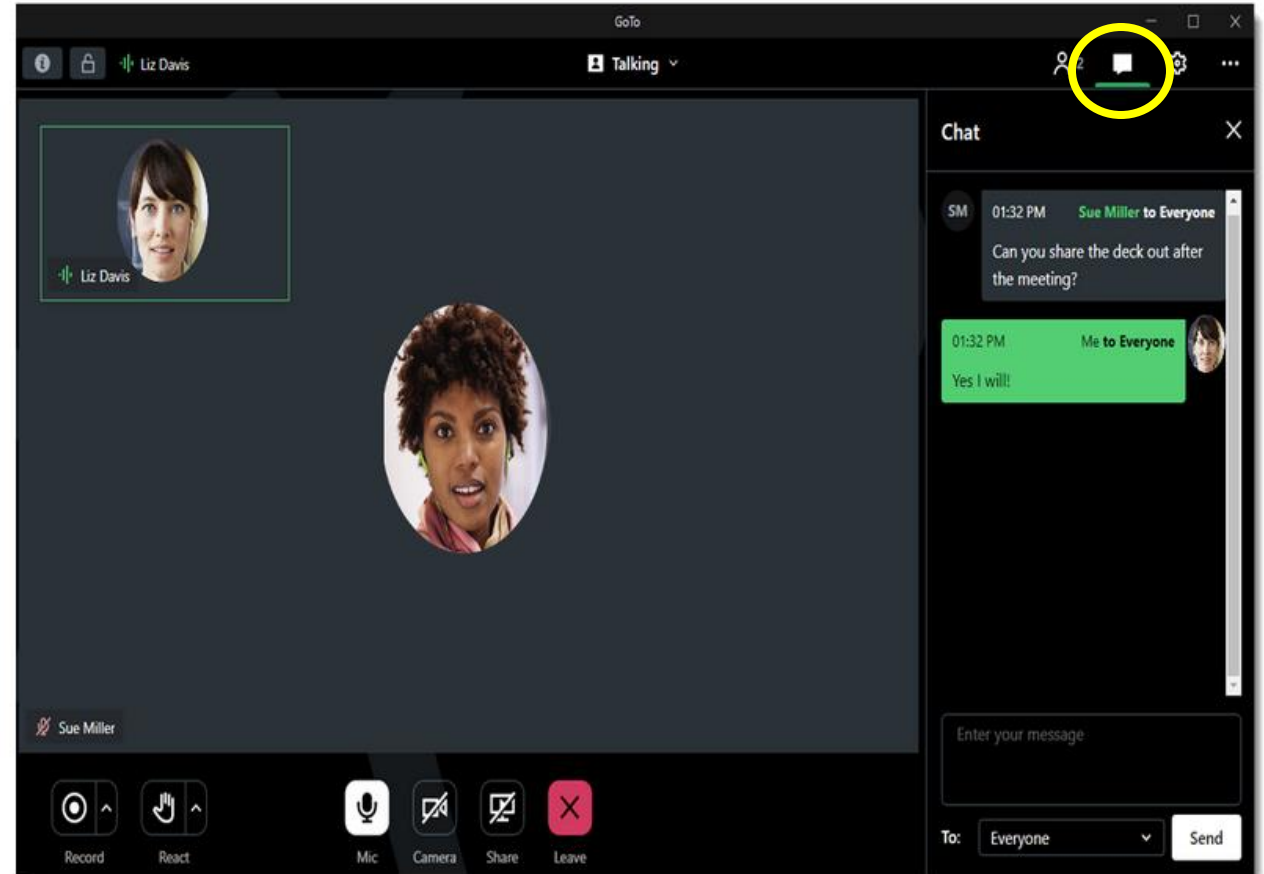 GoTo
Liz Davis
Talking
2
Chat
Liz Davis
SM
01:32 PM Sue Miller to Everyone
Can you share the deck out after
the meeting?
01:32 PM Me to Everyone
Yes I will!
Sue Miller
Enter your message
To: Everyone Send
Record React Mic Camera Share Leave